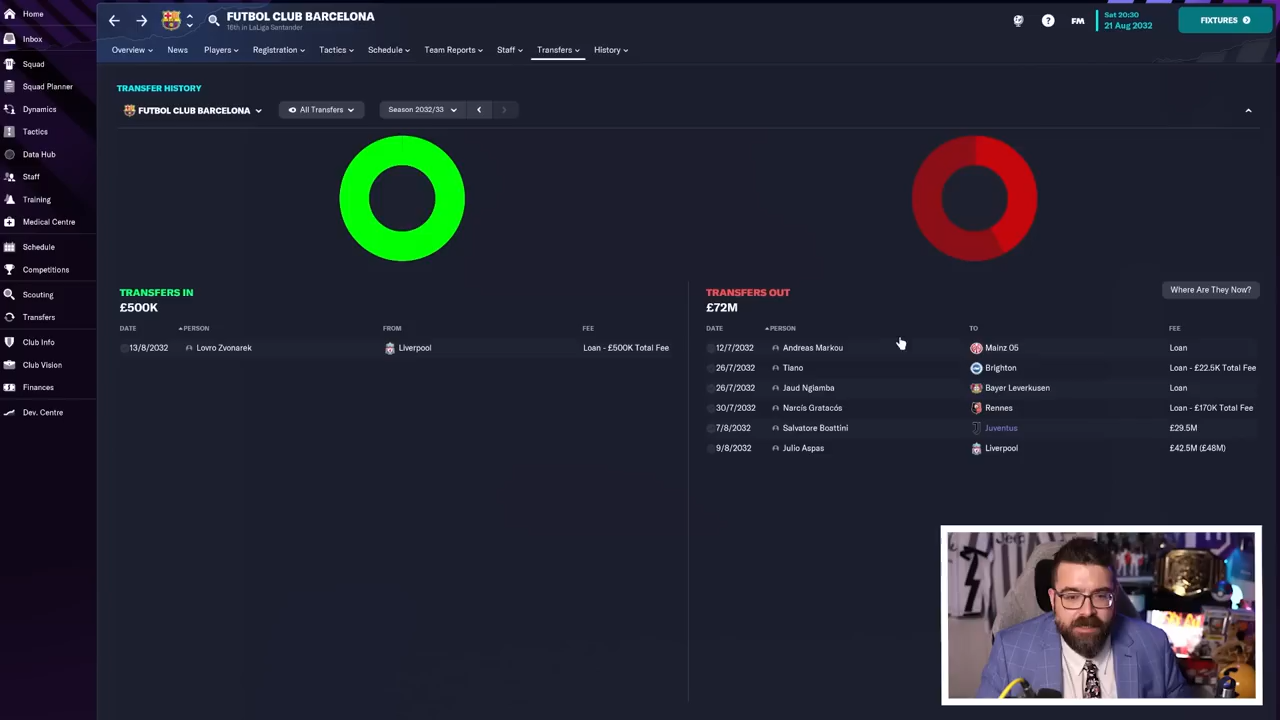 Home
Inbox
Squad
Squad Planner
Dynamics
Tactics
Data Hub
Staff
Training
Medical Centre
Schedule
Competitions
Scouting
Transfers
Club Info
Club Vision
Finances
Dev. Centre
FUTBOL CLUB BARCELONA
16th in LaLiga Santander
FM
Sat 20:30
21 Aug 2032
FIXTURES
Overview News Players Registration Tactics Schedule Team Reports Staff Transfers History
TRANSFER HISTORY
FUTBOL CLUB BARCELONA All Transfers Season 2032/33
TRANSFERS IN
£500K
DATE PERSON FROM FEE
13/8/2032 Lovro Zvonarek Liverpool Loan - £500K Total Fee
TRANSFERS OUT
£72M
Where Are They Now?
DATE PERSON TO FEE
12/7/2032 Andreas Markou Mainz 05 Loan
26/7/2032 Tiano Brighton Loan - £22.5K Total Fee
26/7/2032 Jaud Ngiamba Bayer Leverkusen Loan
30/7/2032 Narcís Gratacós Rennes Loan - £170K Total Fee
7/8/2032 Salvatore Boattini Juventus £29.5M
9/8/2032 Julio Aspas Liverpool £42.5M (£48M)
Jeep